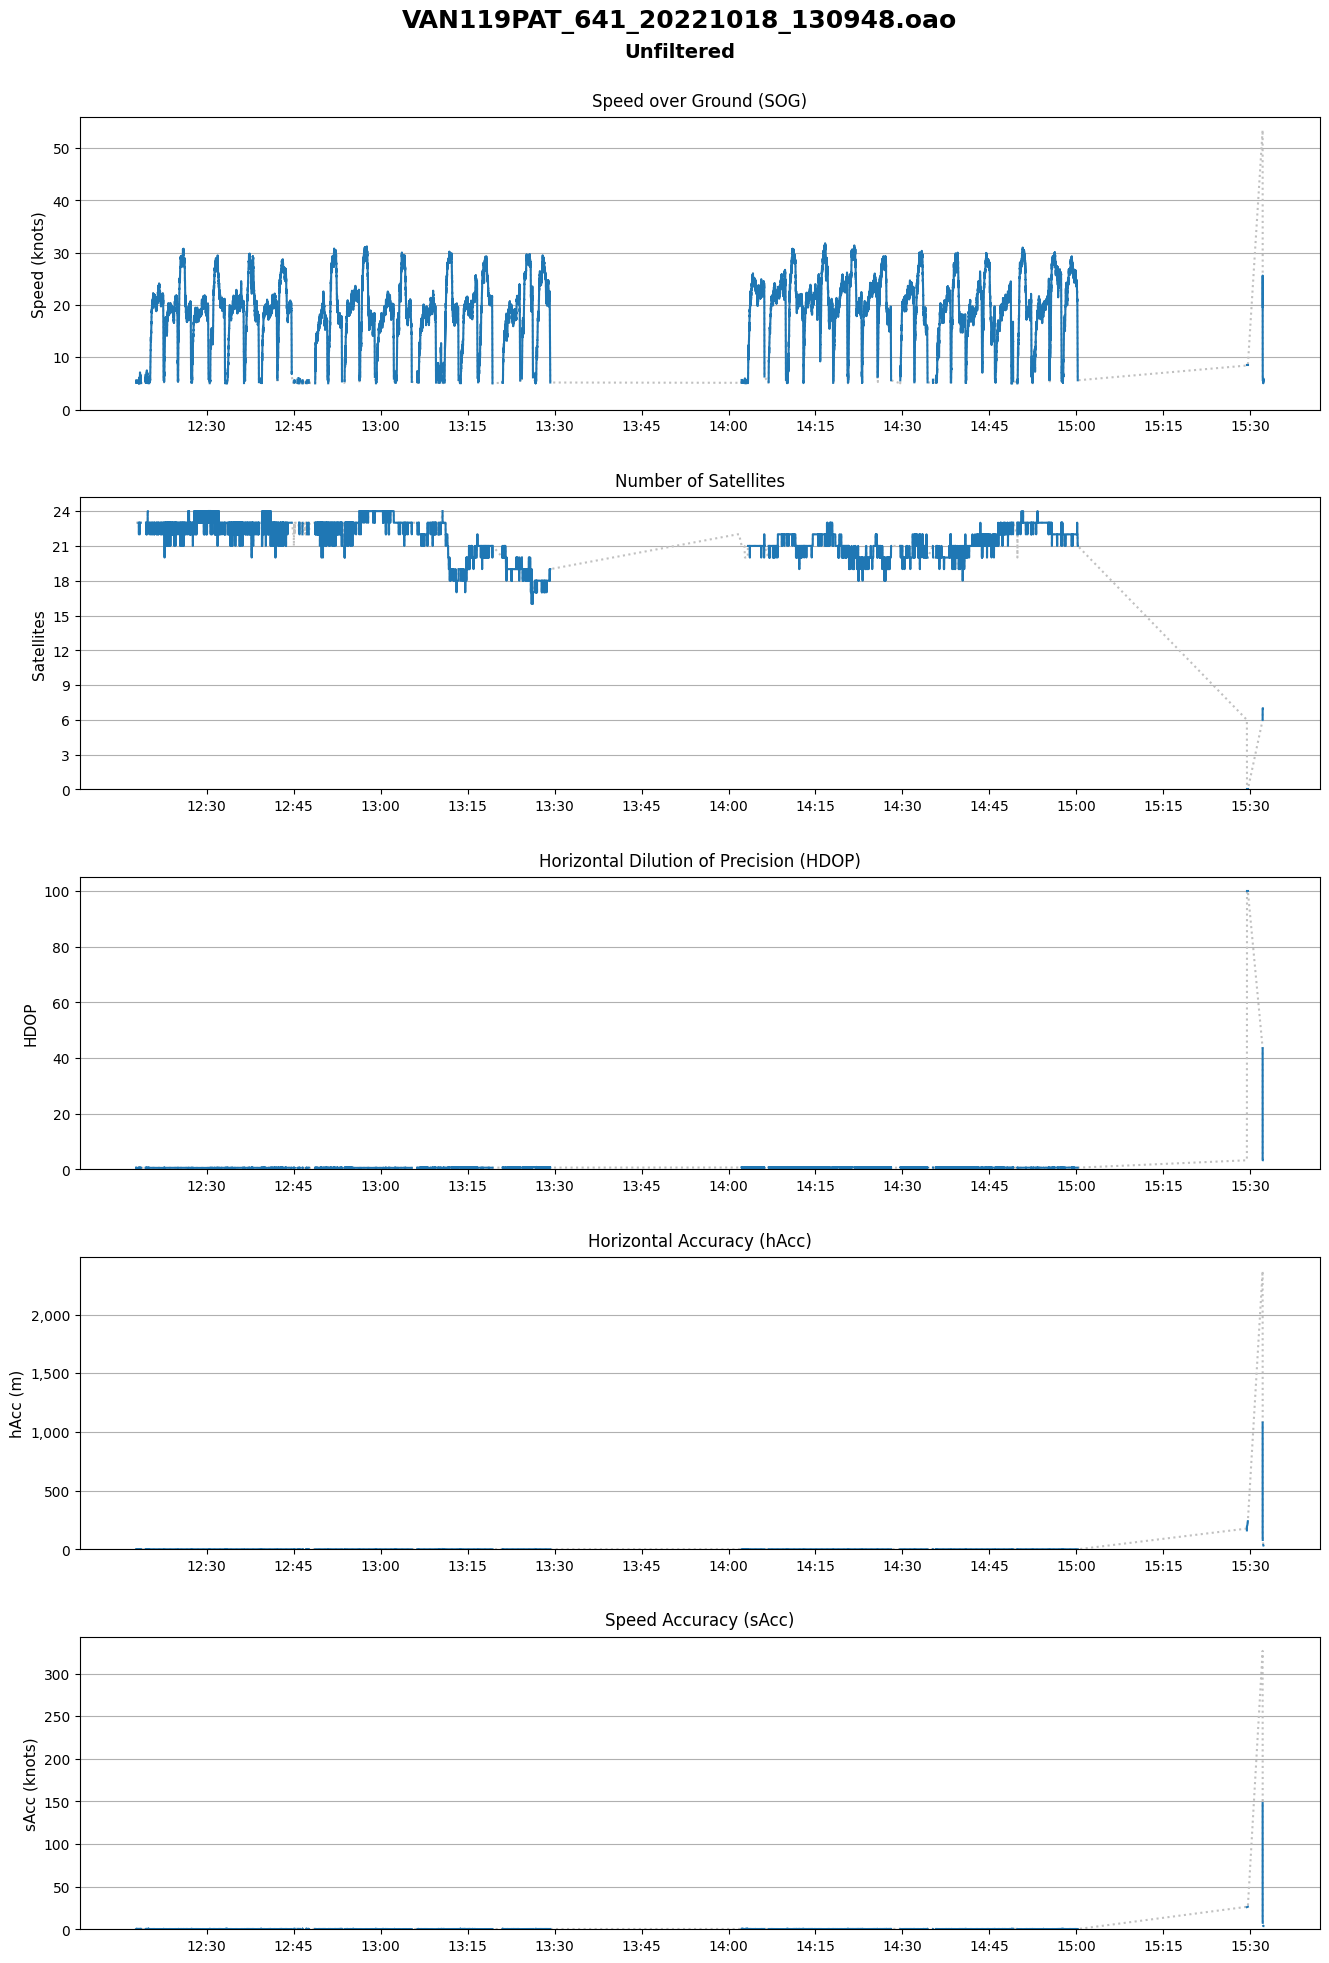 VAN119PAT_641_20221018_130948.oao
Unfiltered
Speed over Ground (SOG)
Speed (knots)
50
40
30
20
10
0
12:30 12:45 13:00 13:15 13:30 13:45 14:00 14:15 14:30 14:45 15:00 15:15 15:30
Number of Satellites
Satellites
24
21
18
15
12
9
6
3
0
12:30 12:45 13:00 13:15 13:30 13:45 14:00 14:15 14:30 14:45 15:00 15:15 15:30
Horizontal Dilution of Precision (HDOP)
HDOP
100
80
60
40
20
0
12:30 12:45 13:00 13:15 13:30 13:45 14:00 14:15 14:30 14:45 15:00 15:15 15:30
Horizontal Accuracy (hAcc)
hAcc (m)
2,000
1,500
1,000
500
0
12:30 12:45 13:00 13:15 13:30 13:45 14:00 14:15 14:30 14:45 15:00 15:15 15:30
Speed Accuracy (sAcc)
sAcc (knots)
300
250
200
150
100
50
0
12:30 12:45 13:00 13:15 13:30 13:45 14:00 14:15 14:30 14:45 15:00 15:15 15:30